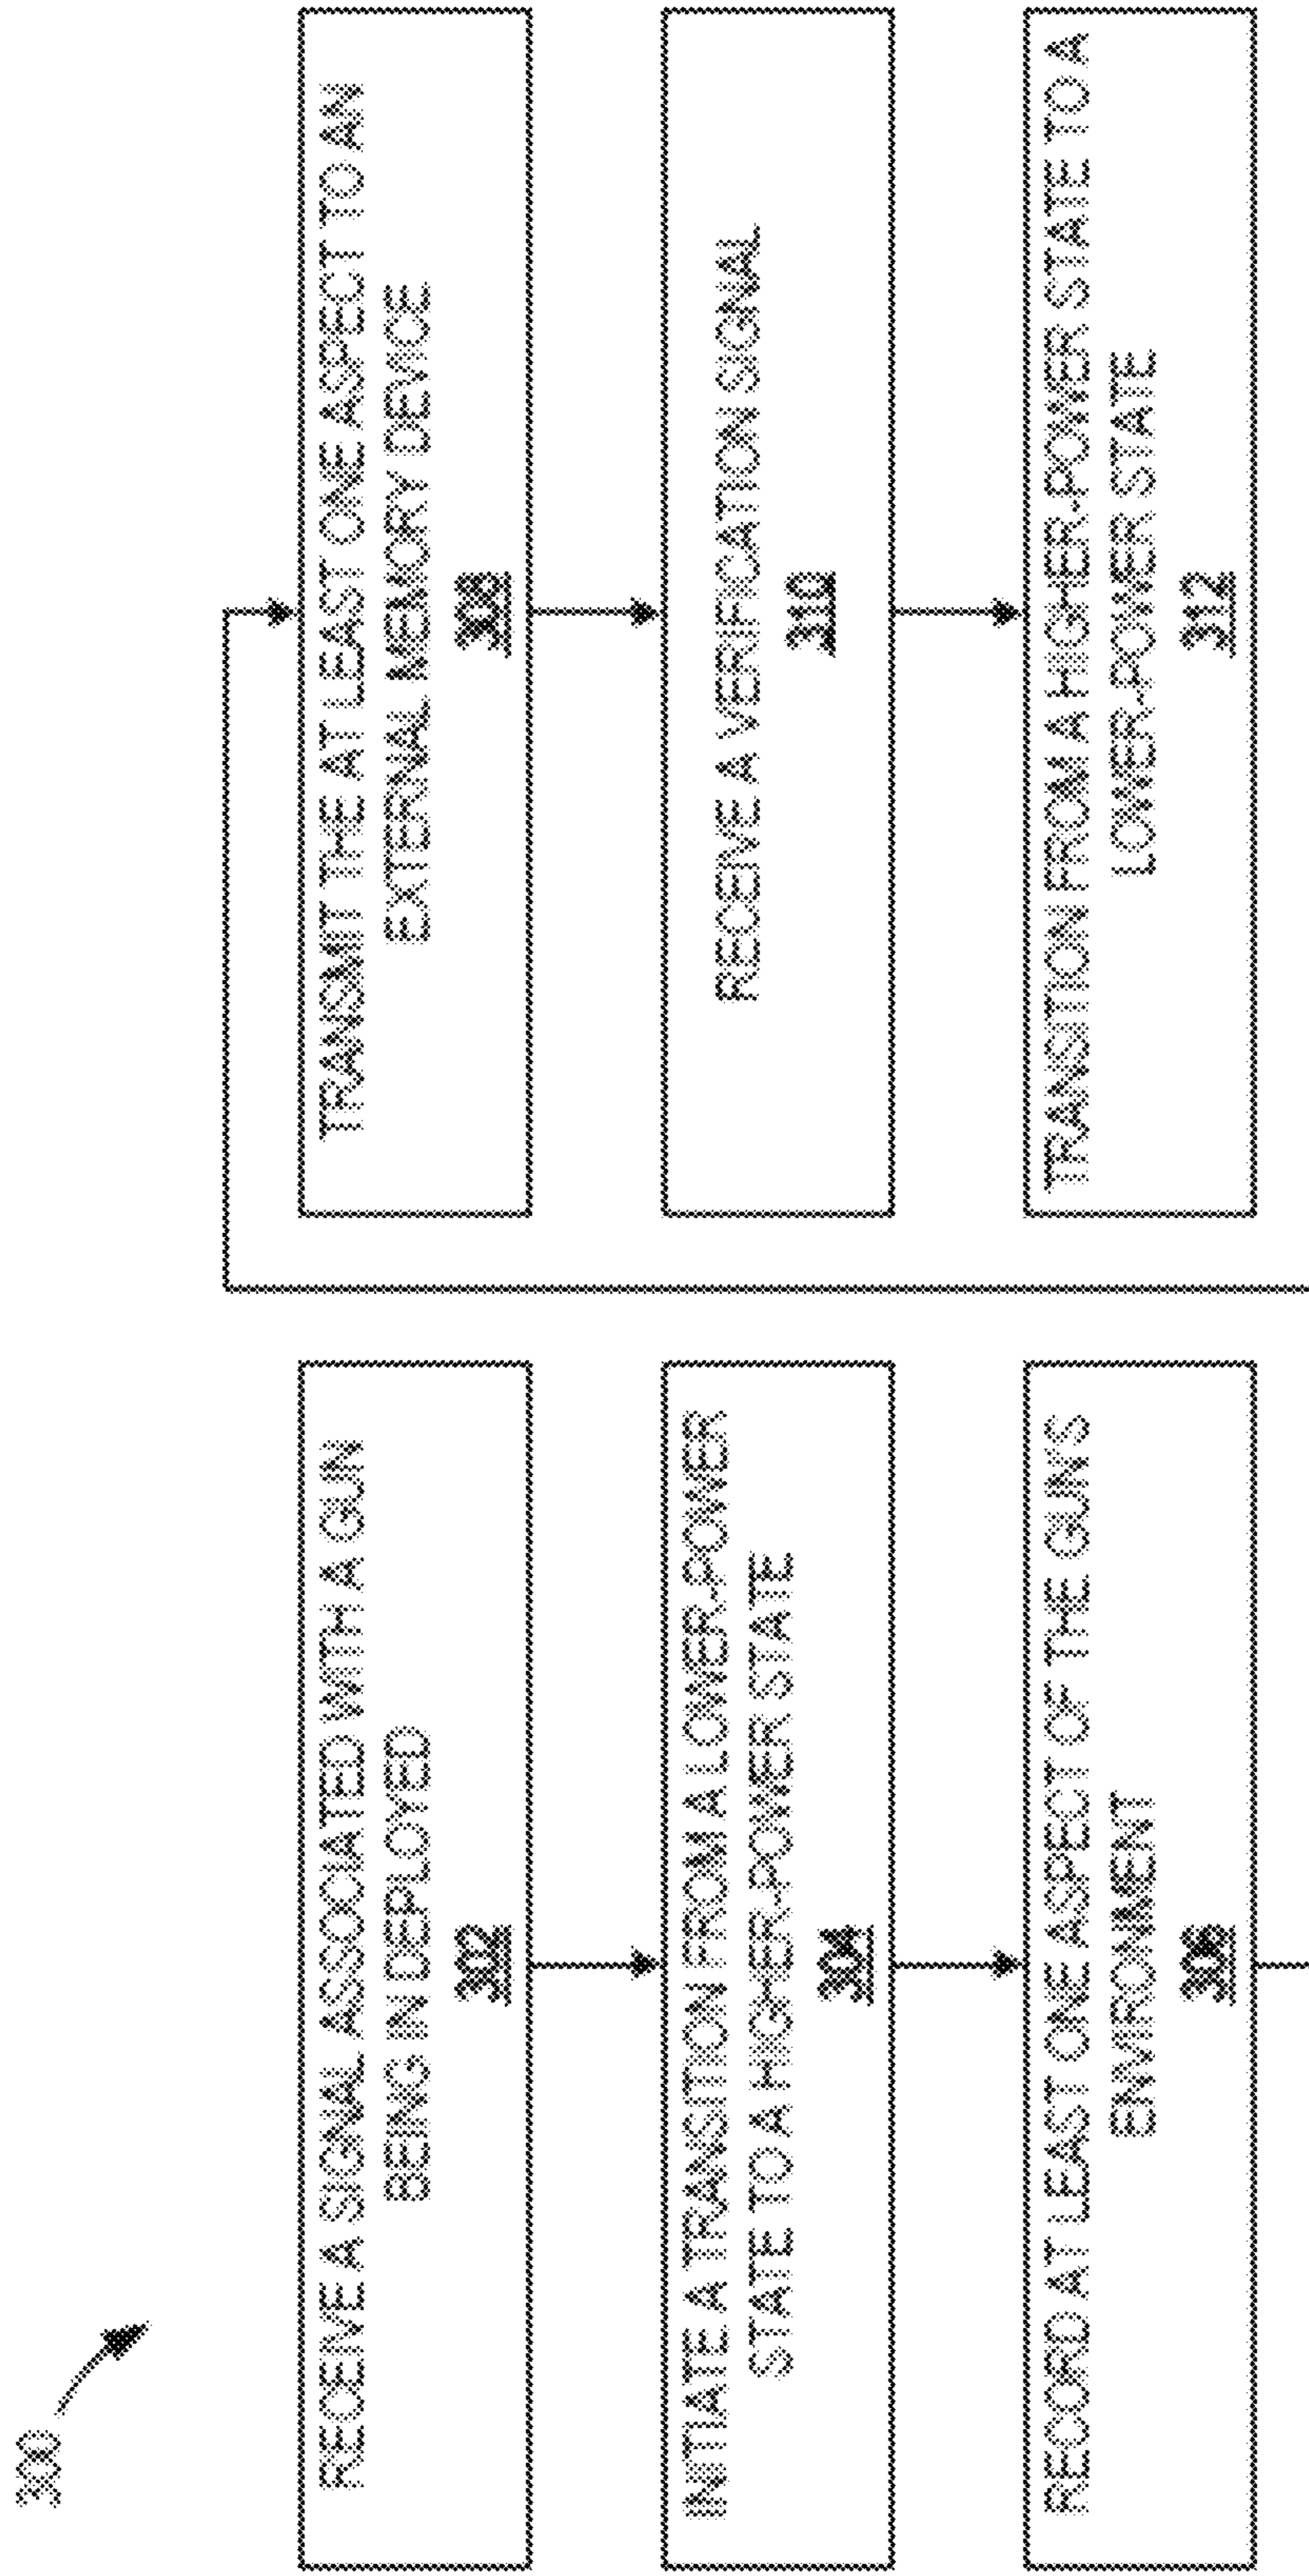 300
RECEIVE A SIGNAL ASSOCIATED WITH A GUN
BEING IN DEPLOYED
302
INITIATE A TRANSITION FROM A LOWER-POWER
STATE TO A HIGHER-POWER STATE
304
RECORD AT LEAST ONE ASPECT OF THE GUN'S
ENVIRONMENT
306
TRANSMIT THE AT LEAST ONE ASPECT TO AN
EXTERNAL MEMORY DEVICE
308
RECEIVE A VERIFICATION SIGNAL
310
TRANSITION FROM A HIGHER-POWER STATE TO A
LOWER-POWER STATE
312